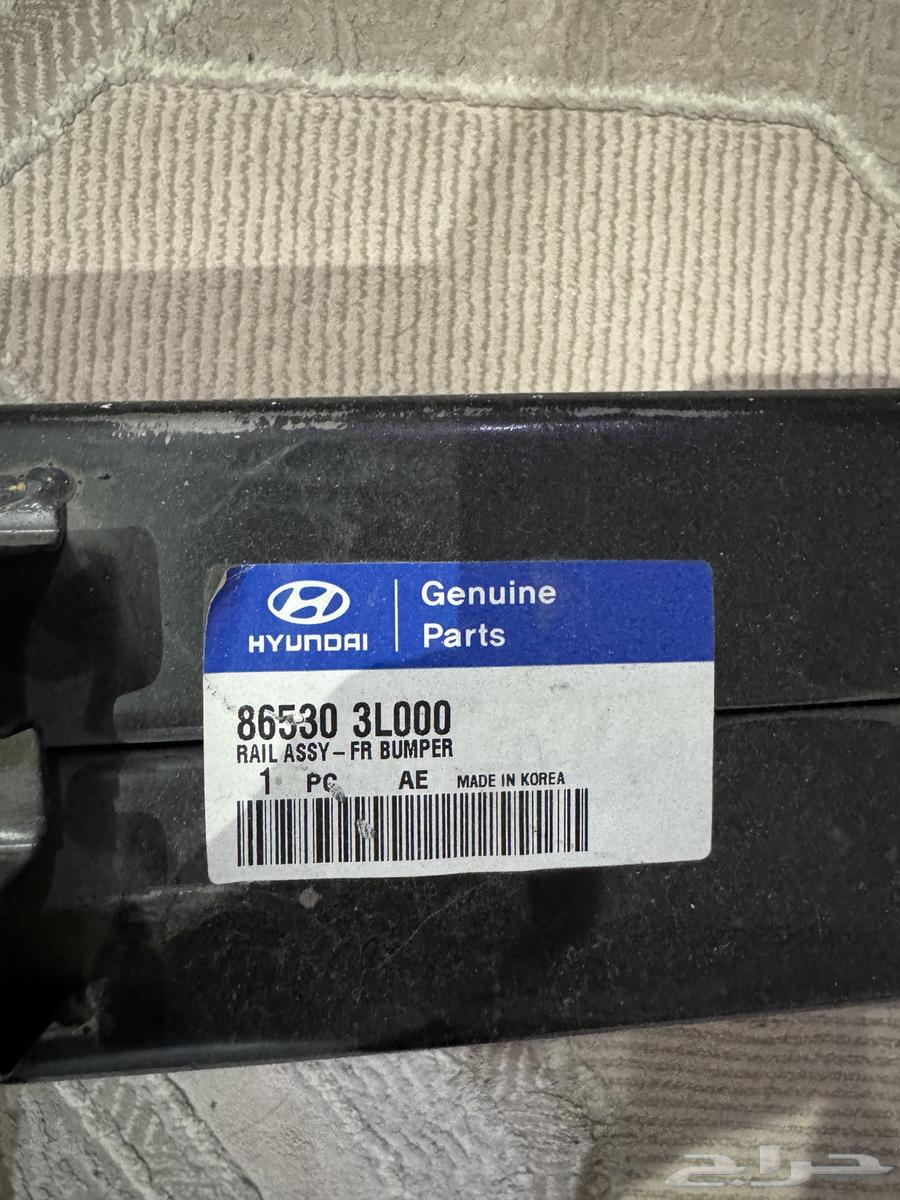 HYUNDAI
Genuine
Parts
86530 3L000
RAIL ASSY-FR BUMPER
1 PC AE MADE IN KOREA
حراج